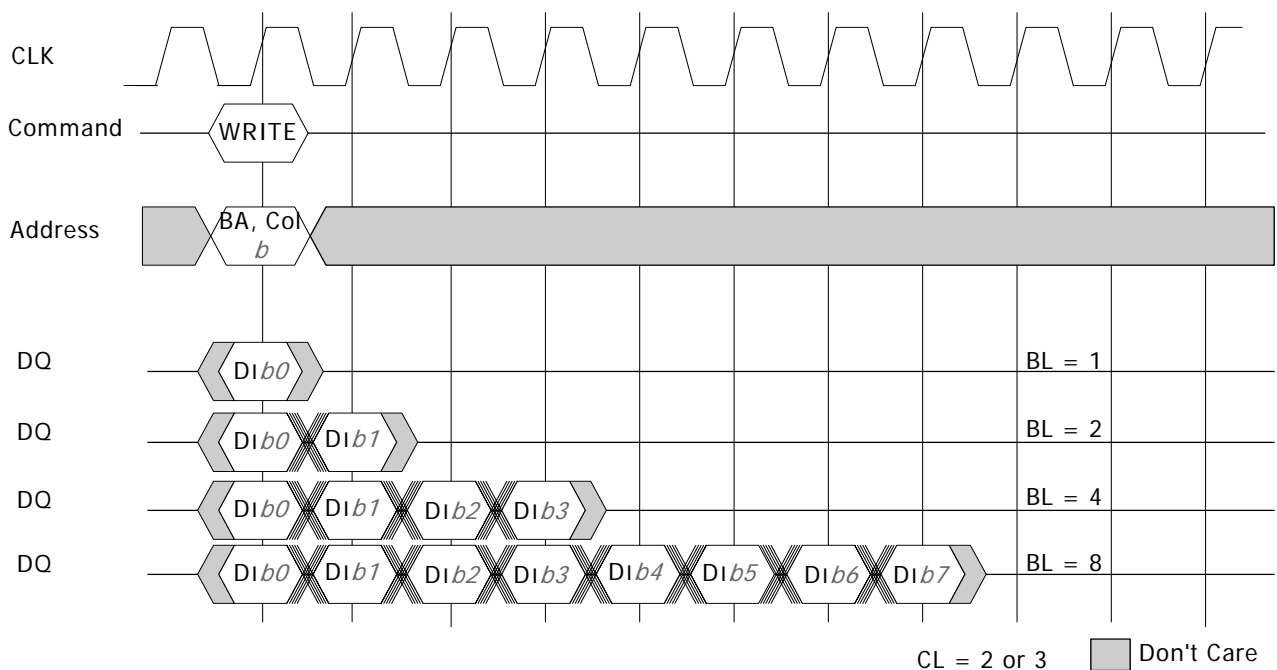 CLK
Command
WRITE
Address
BA, Col
b
DQ
DIb0
BL = 1
DQ
DIb0 DIb1
BL = 2
DQ
DIb0 DIb1 DIb2 DIb3
BL = 4
DQ
DIb0 DIb1 DIb2 DIb3 DIb4 DIb5 DIb6 DIb7
BL = 8
CL = 2 or 3
Don't Care